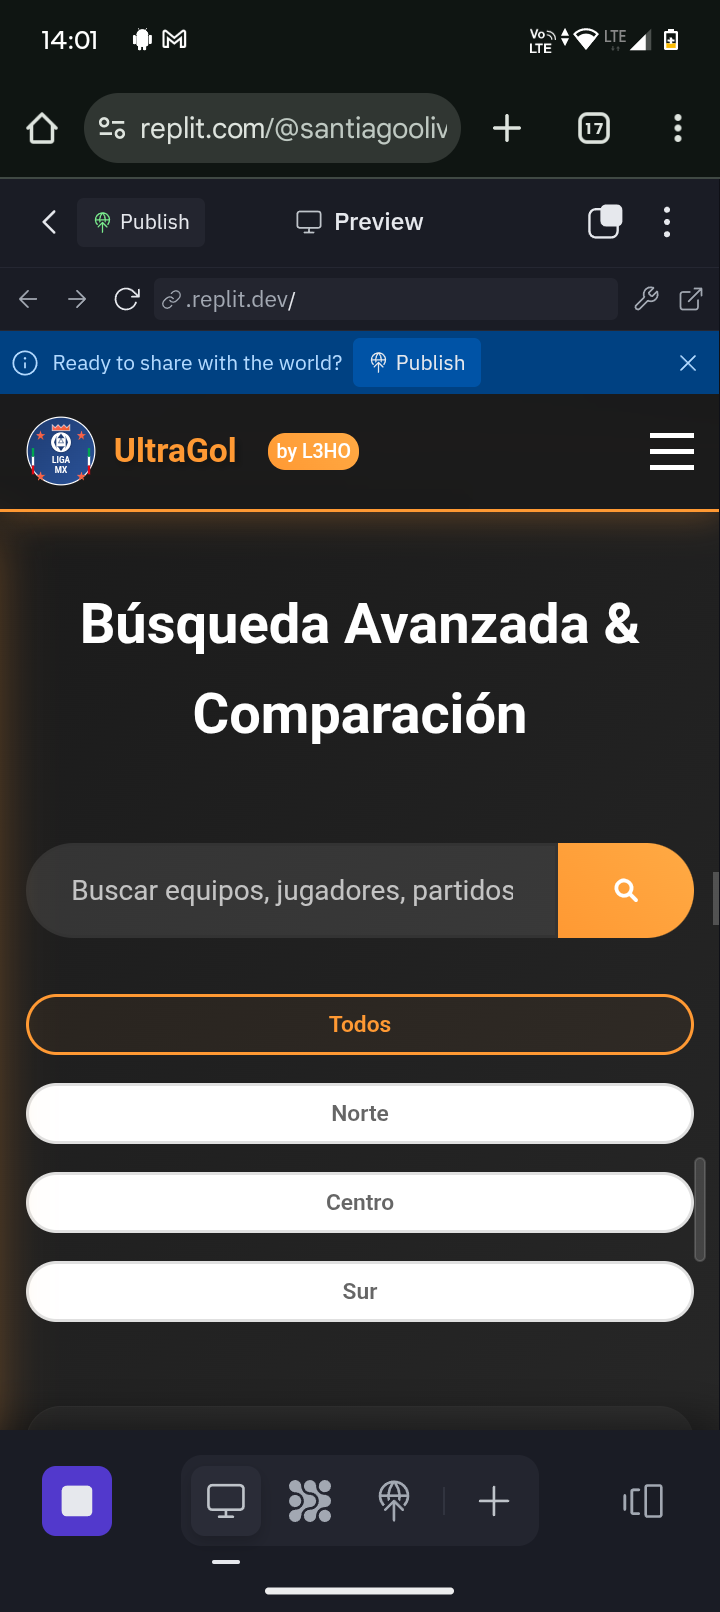 14:01
Vo
LTE
LTE
replit.com/@santiagooliv
17
Publish
Preview
.replit.dev/
Ready to share with the world?
Publish
LIGA
MX
UltraGol
by L3HO
Búsqueda Avanzada &
Comparación
Buscar equipos, jugadores, partidos
Todos
Norte
Centro
Sur